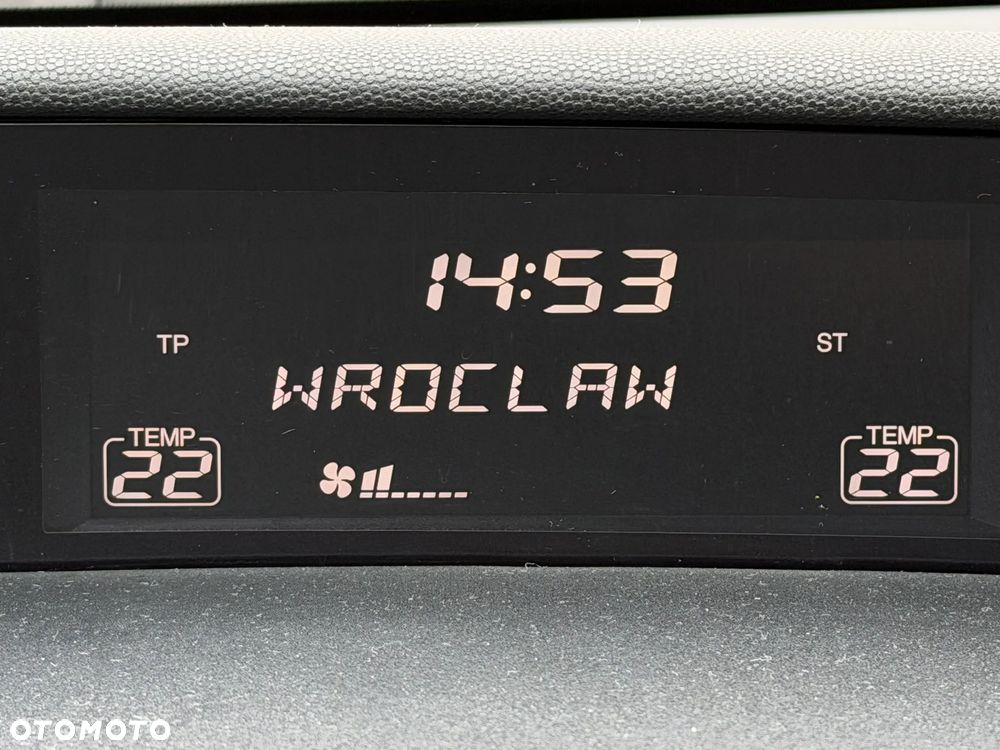 14:53
TP ST
WROCLAW
TEMP TEMP
22 22
OTOMOTO